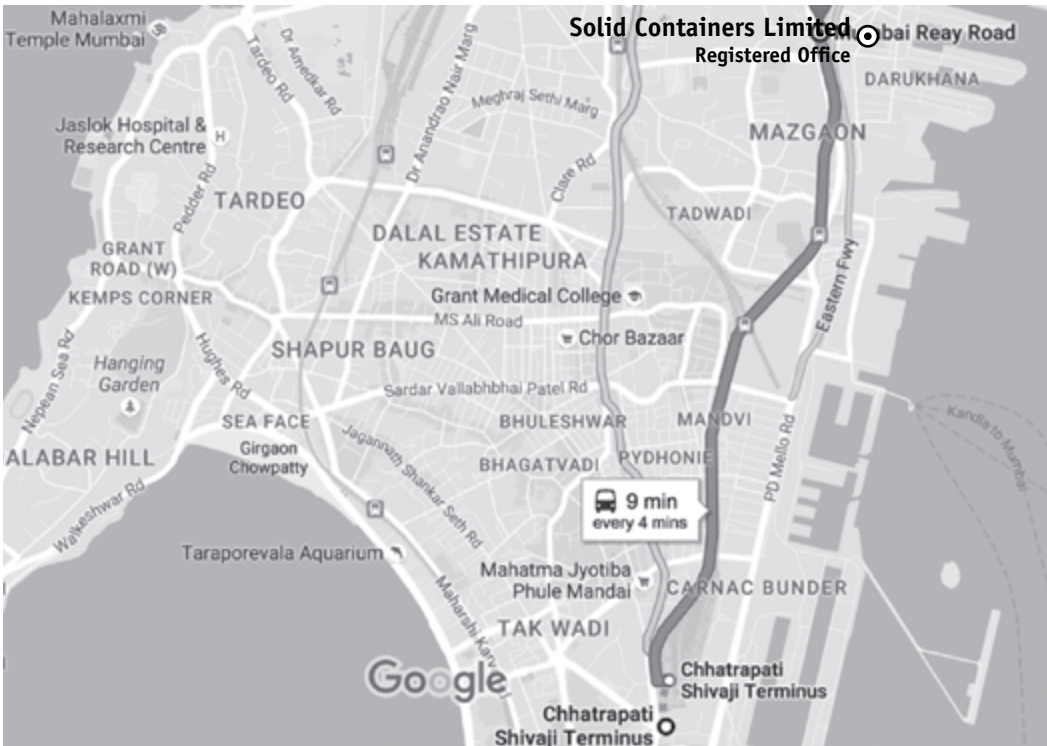 Mahalaxmi
Temple Mumbai
Tardeo Rd
Dr Amedkar Rd
Dr Anandrao Nair Marg
Solid Containers Limited
Registered Office
Reay Road
DARUKHANA
Meghraj Sethi Marg
MAZGAON
Jaslok Hospital &
Research Centre
H
Pedder Rd
Clare Rd
TARDEO
TADWADI
DALAL ESTATE
KAMATHIPURA
GRANT
ROAD (W)
KEMPS CORNER
Eastern Fwy
Grant Medical College
MS Ali Road
Chor Bazaar
SHAPUR BAUG
Nepean Sea Rd
Hanging
Garden
Hughes Rd
Sardar Vallabhbhai Patel Rd
SEA FACE
BHULESHWAR
MANDVI
Kandla to Mumbai
Girgaon
Chowpatty
Jagannath Shankar Seth Rd
ALABAR HILL
BHAGATVADI
PYDHONIE
PD Mello Rd
Walkeshwar Rd
9 min
every 4 mins
Taraporevala Aquarium
Mahatma Jyotiba
Phule Mandai
CARNAC BUNDER
Maharshi Karv
TAK WADI
Google
Chhatrapati
Shivaji Terminus
Chhatrapati
Shivaji Terminus